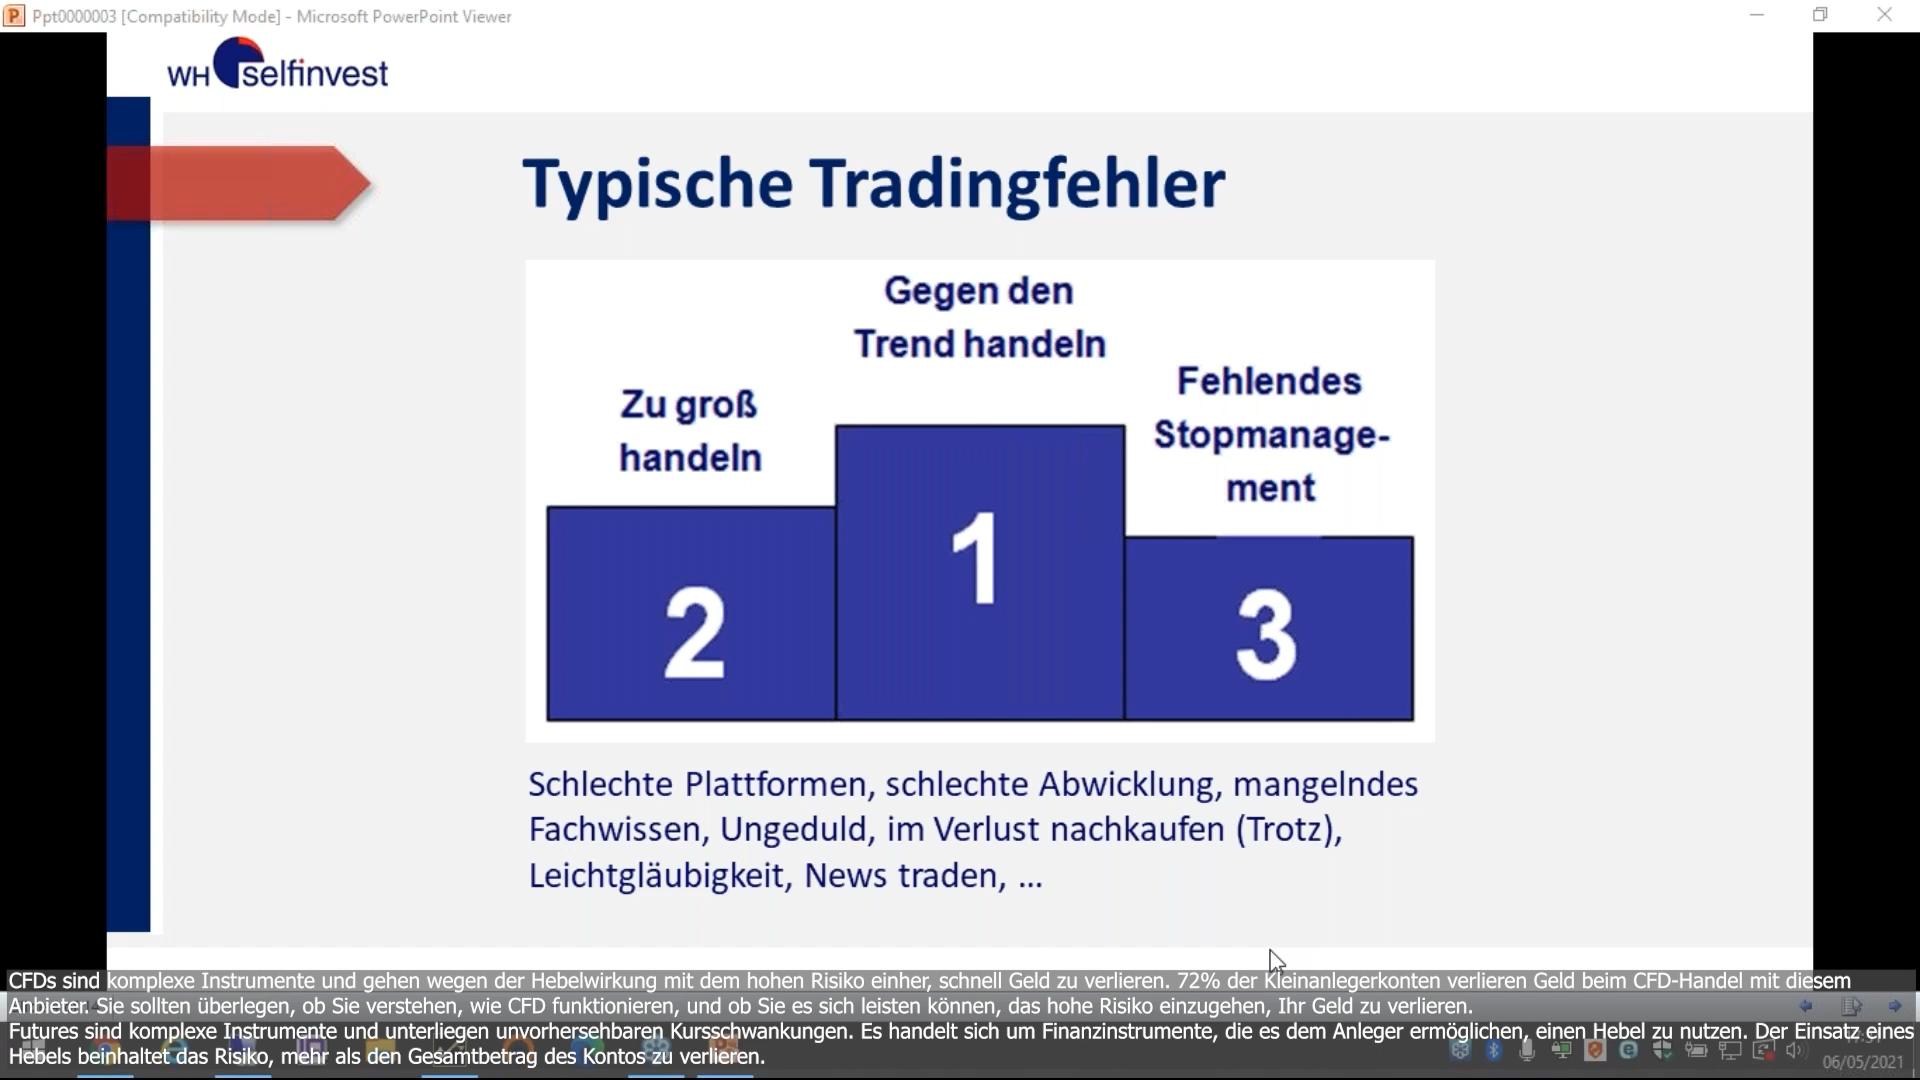 Ppt0000003 [Compatibility Mode] - Microsoft PowerPoint Viewer
WH selfinvest
Typische Tradingfehler
Gegen den
Trend handeln
Zu groß
handeln
Fehlendes
Stopmanage-
ment
1
2
3
Schlechte Plattformen, schlechte Abwicklung, mangelndes
Fachwissen, Ungeduld, im Verlust nachkaufen (Trotz),
Leichtgläubigkeit, News traden, ...
CFDs sind komplexe Instrumente und gehen wegen der Hebelwirkung mit dem hohen Risiko einher, schnell Geld zu verlieren. 72% der Kleinanlegerkonten verlieren Geld beim CFD-Handel mit diesem
Anbieter. Sie sollten überlegen, ob Sie verstehen, wie CFD funktionieren, und ob Sie es sich leisten können, das hohe Risiko einzugehen, Ihr Geld zu verlieren.
Futures sind komplexe Instrumente und unterliegen unvorhersehbaren Kursschwankungen. Es handelt sich um Finanzinstrumente, die es dem Anleger ermöglichen, einen Hebel zu nutzen. Der Einsatz eines
Hebels beinhaltet das Risiko, mehr als den Gesamtbetrag des Kontos zu verlieren.
06/05/2021